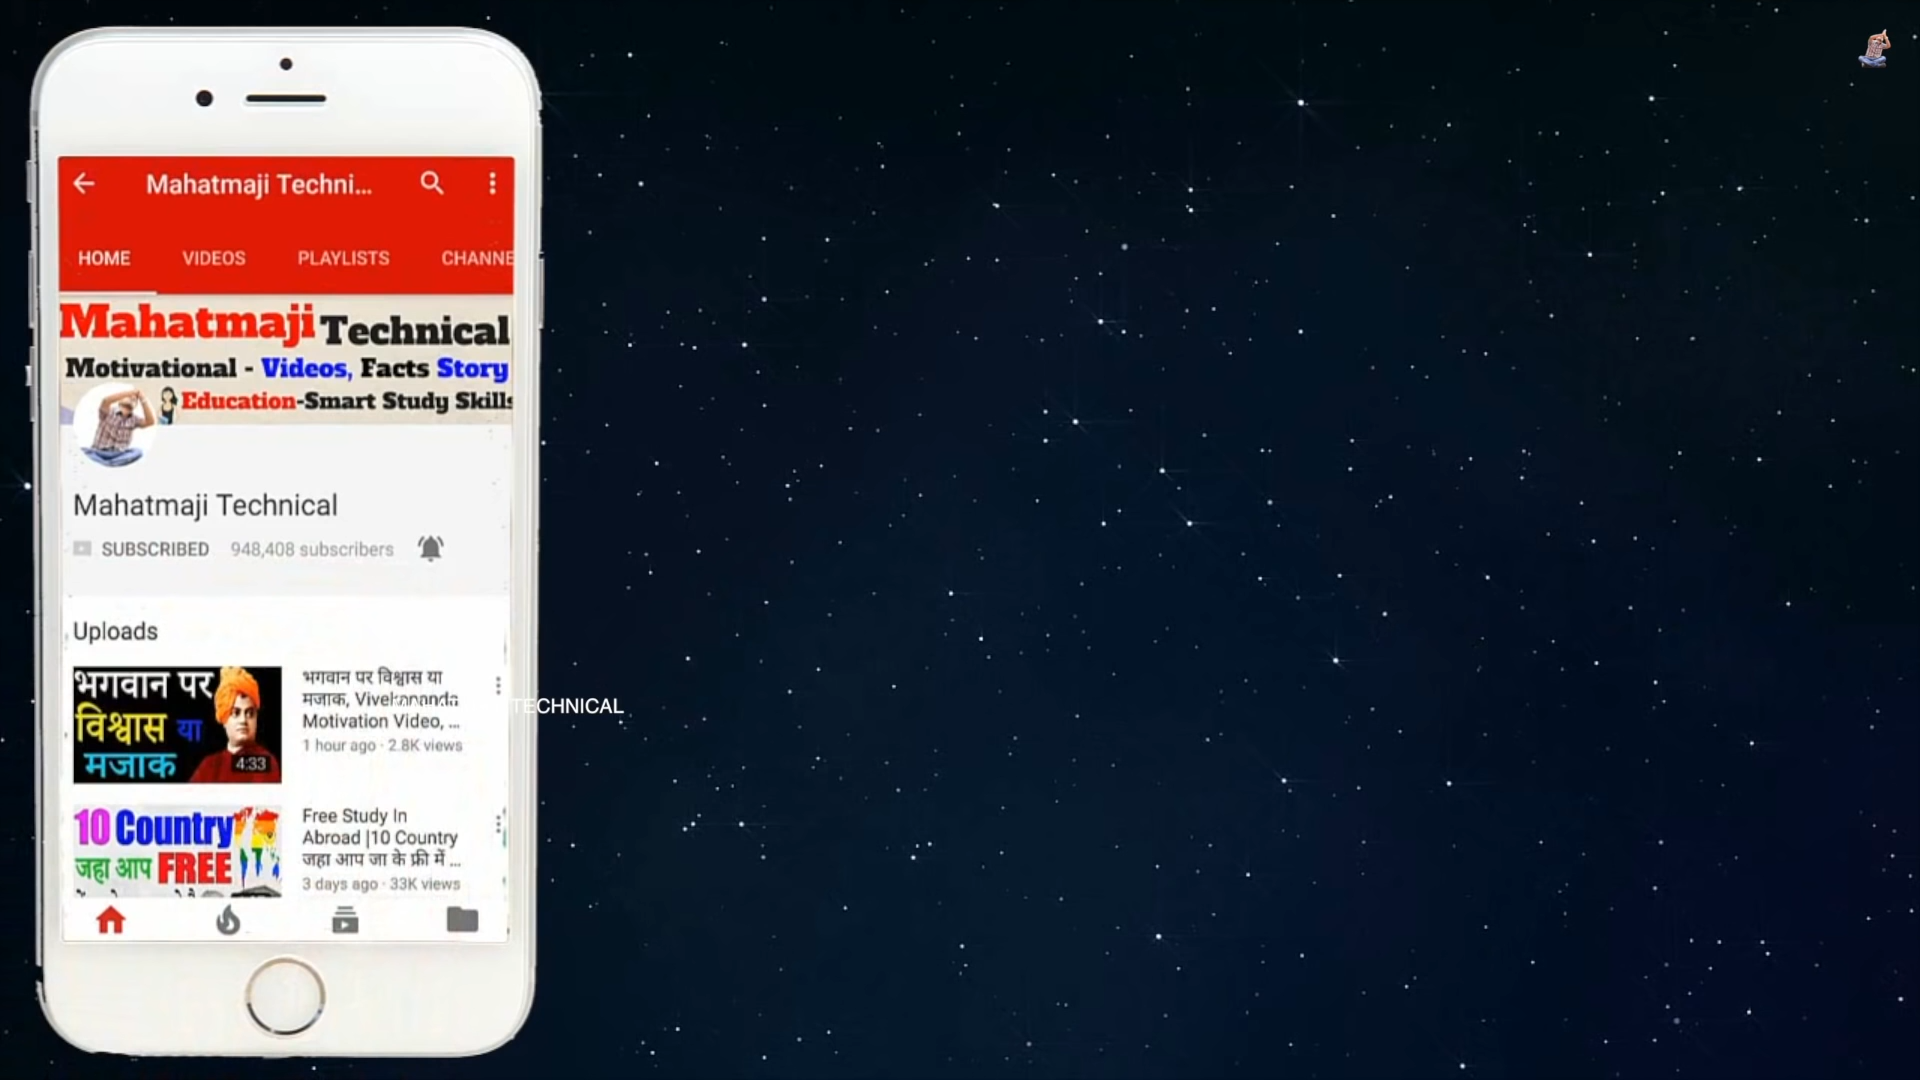 Mahatmaji Techni...
HOME VIDEOS PLAYLISTS CHANNE
Mahatmaji Technical
Motivational - Videos, Facts Story
Education-Smart Study Skills
Mahatmaji Technical
SUBSCRIBED 948,408 subscribers
Uploads
भगवान पर
विश्वास या
मजाक
4:33
भगवान पर विश्वास या
मजाक, Vivekananda
Motivation Video, ...
1 hour ago · 2.8K views
TECHNICAL
10 Country
जहा आप FREE
Free Study In
Abroad |10 Country
जहा आप जा के फ्री में ...
3 days ago · 33K views